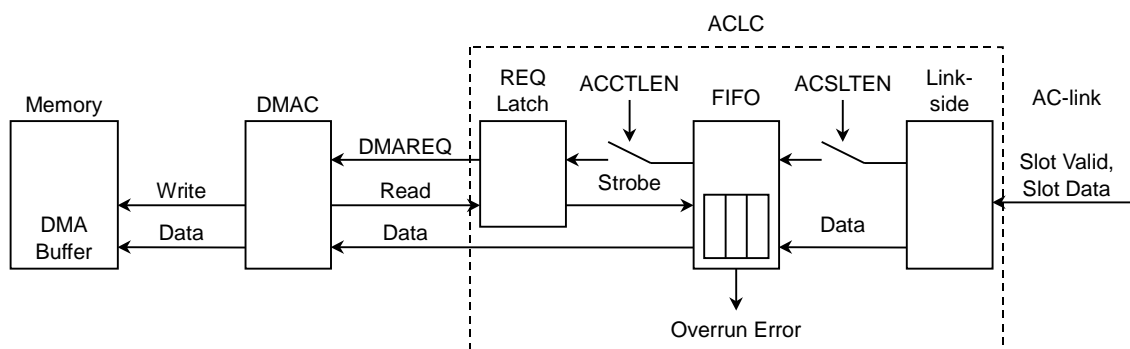 ACLC
REQ
Latch
ACCTLEN
FIFO
ACSLTEN
Link-
side
AC-link
Memory
DMAC
DMAREQ
Slot Valid,
Slot Data
Write
Read
Strobe
DMA
Buffer
Data
Data
Data
Overrun Error